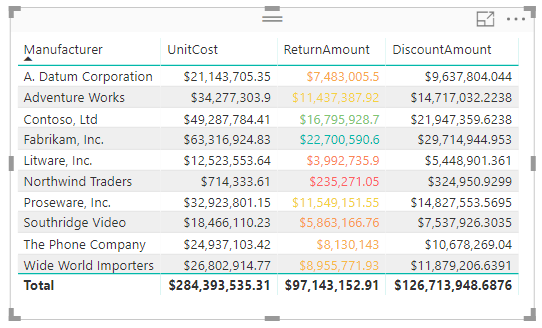 Manufacturer UnitCost ReturnAmount DiscountAmount
A. Datum Corporation $21,143,705.35 $7,483,005.5 $9,637,804.044
Adventure Works $34,277,303.9 $11,437,387.92 $14,717,032.2238
Contoso, Ltd $49,287,784.41 $16,795,928.7 $21,947,359.6238
Fabrikam, Inc. $63,316,924.83 $22,700,590.6 $29,714,944.953
Litware, Inc. $12,523,553.64 $3,992,735.9 $5,448,901.361
Northwind Traders $714,333.61 $235,271.05 $324,950.9299
Proseware, Inc. $32,923,801.15 $11,549,151.55 $14,827,553.5695
Southridge Video $18,466,110.23 $5,863,166.76 $7,537,926.3035
The Phone Company $24,937,103.42 $8,130,143 $10,678,269.04
Wide World Importers $26,802,914.77 $8,955,771.93 $11,879,206.6391
Total $284,393,535.31 $97,143,152.91 $126,713,948.6876